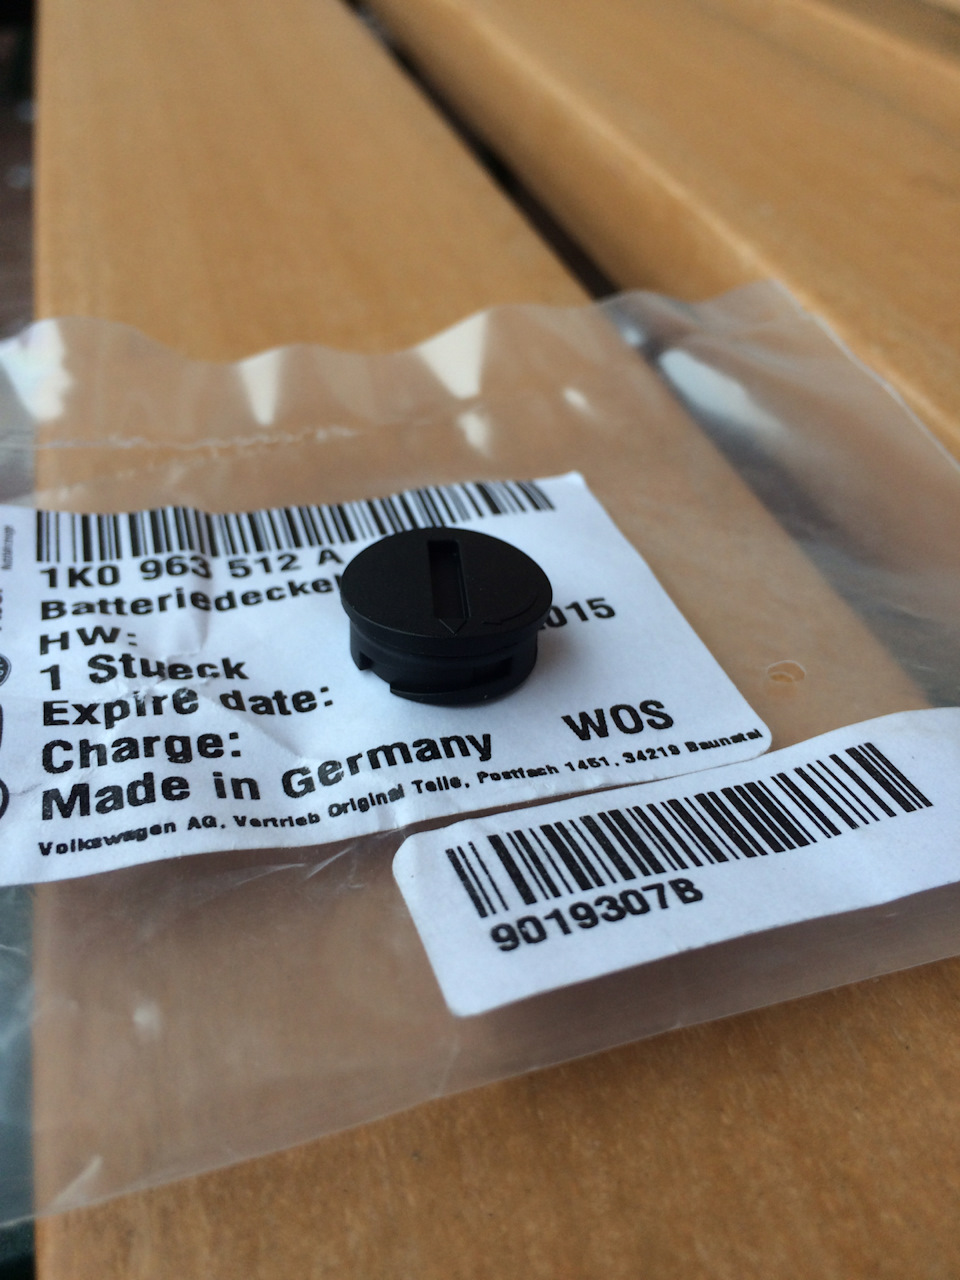 1K0 963 512 A
Batteriedeckel
HW: 015
1 Stueck
Expire date:
Charge:
Made in Germany WOS
Volkswagen AG, Vertrieb Original Teile, Postfach 1451, 34219 Baunatal
9019307B